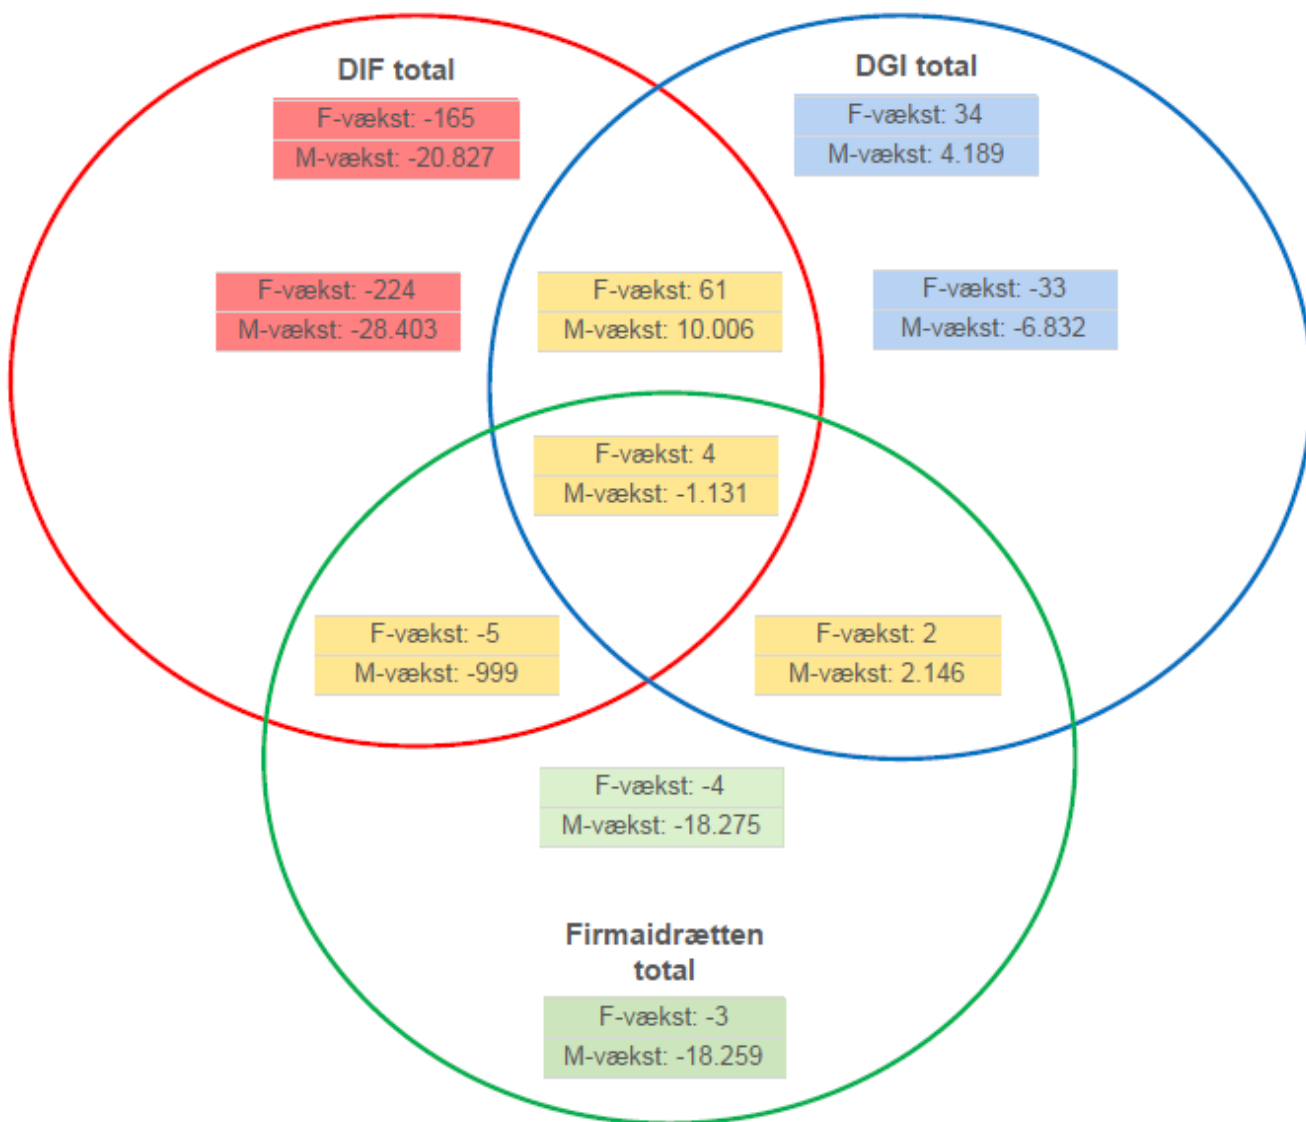 DIF total
F-vækst: -165
M-vækst: -20.827
DGI total
F-vækst: 34
M-vækst: 4.189
F-vækst: -224
M-vækst: -28.403
F-vækst: 61
M-vækst: 10.006
F-vækst: -33
M-vækst: -6.832
F-vækst: 4
M-vækst: -1.131
F-vækst: -5
M-vækst: -999
F-vækst: 2
M-vækst: 2.146
F-vækst: -4
M-vækst: -18.275
Firmaidrætten
total
F-vækst: -3
M-vækst: -18.259